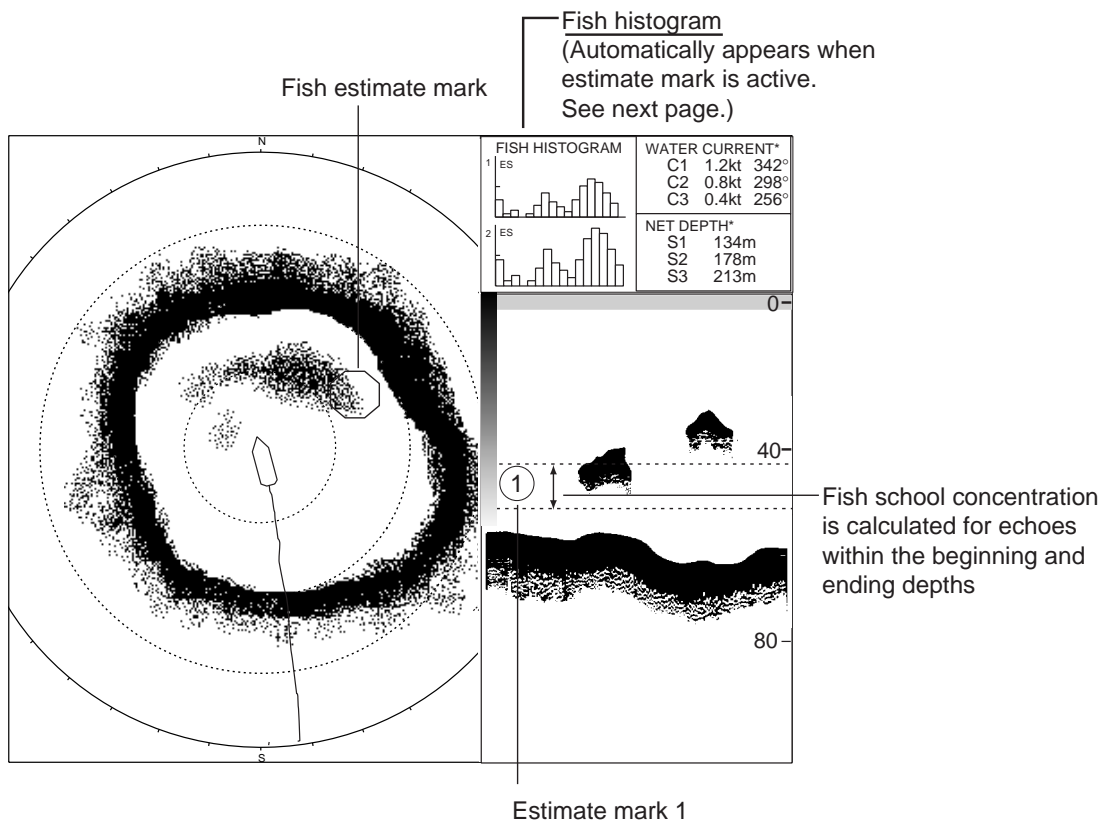 Fish histogram
(Automatically appears when
estimate mark is active.
See next page.)
Fish estimate mark
N
FISH HISTOGRAM
1 ES
2 ES
WATER CURRENT*
C1 1.2kt 342°
C2 0.8kt 298°
C3 0.4kt 256°
NET DEPTH*
S1 134m
S2 178m
S3 213m
0
40
1
Fish school concentration
is calculated for echoes
within the beginning and
ending depths
80
S
Estimate mark 1